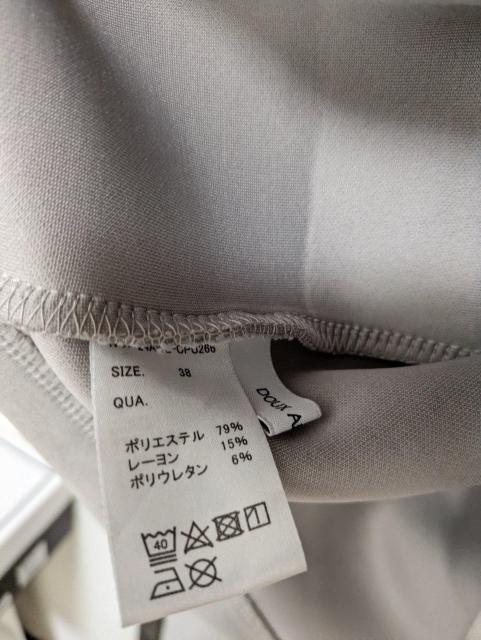 SIZE. 38
QUA.
ポリエステル 79%
レーヨン 15%
ポリウレタン 6%
40
DOUX A